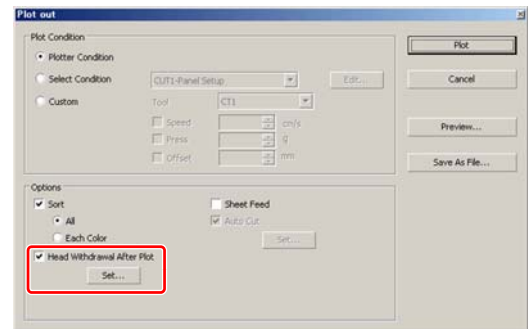 Plot out
Plot Condition
Plotter Condition
Select Condition CUT1-Panel Setup Edit...
Custom Tool CT1
Speed cm/s
Press g
Offset mm
Plot
Cancel
Preview...
Save As File...
Options
Sort Sheet Feed
All Auto Cut
Each Color Set...
Head Withdrawal After Plot
Set...